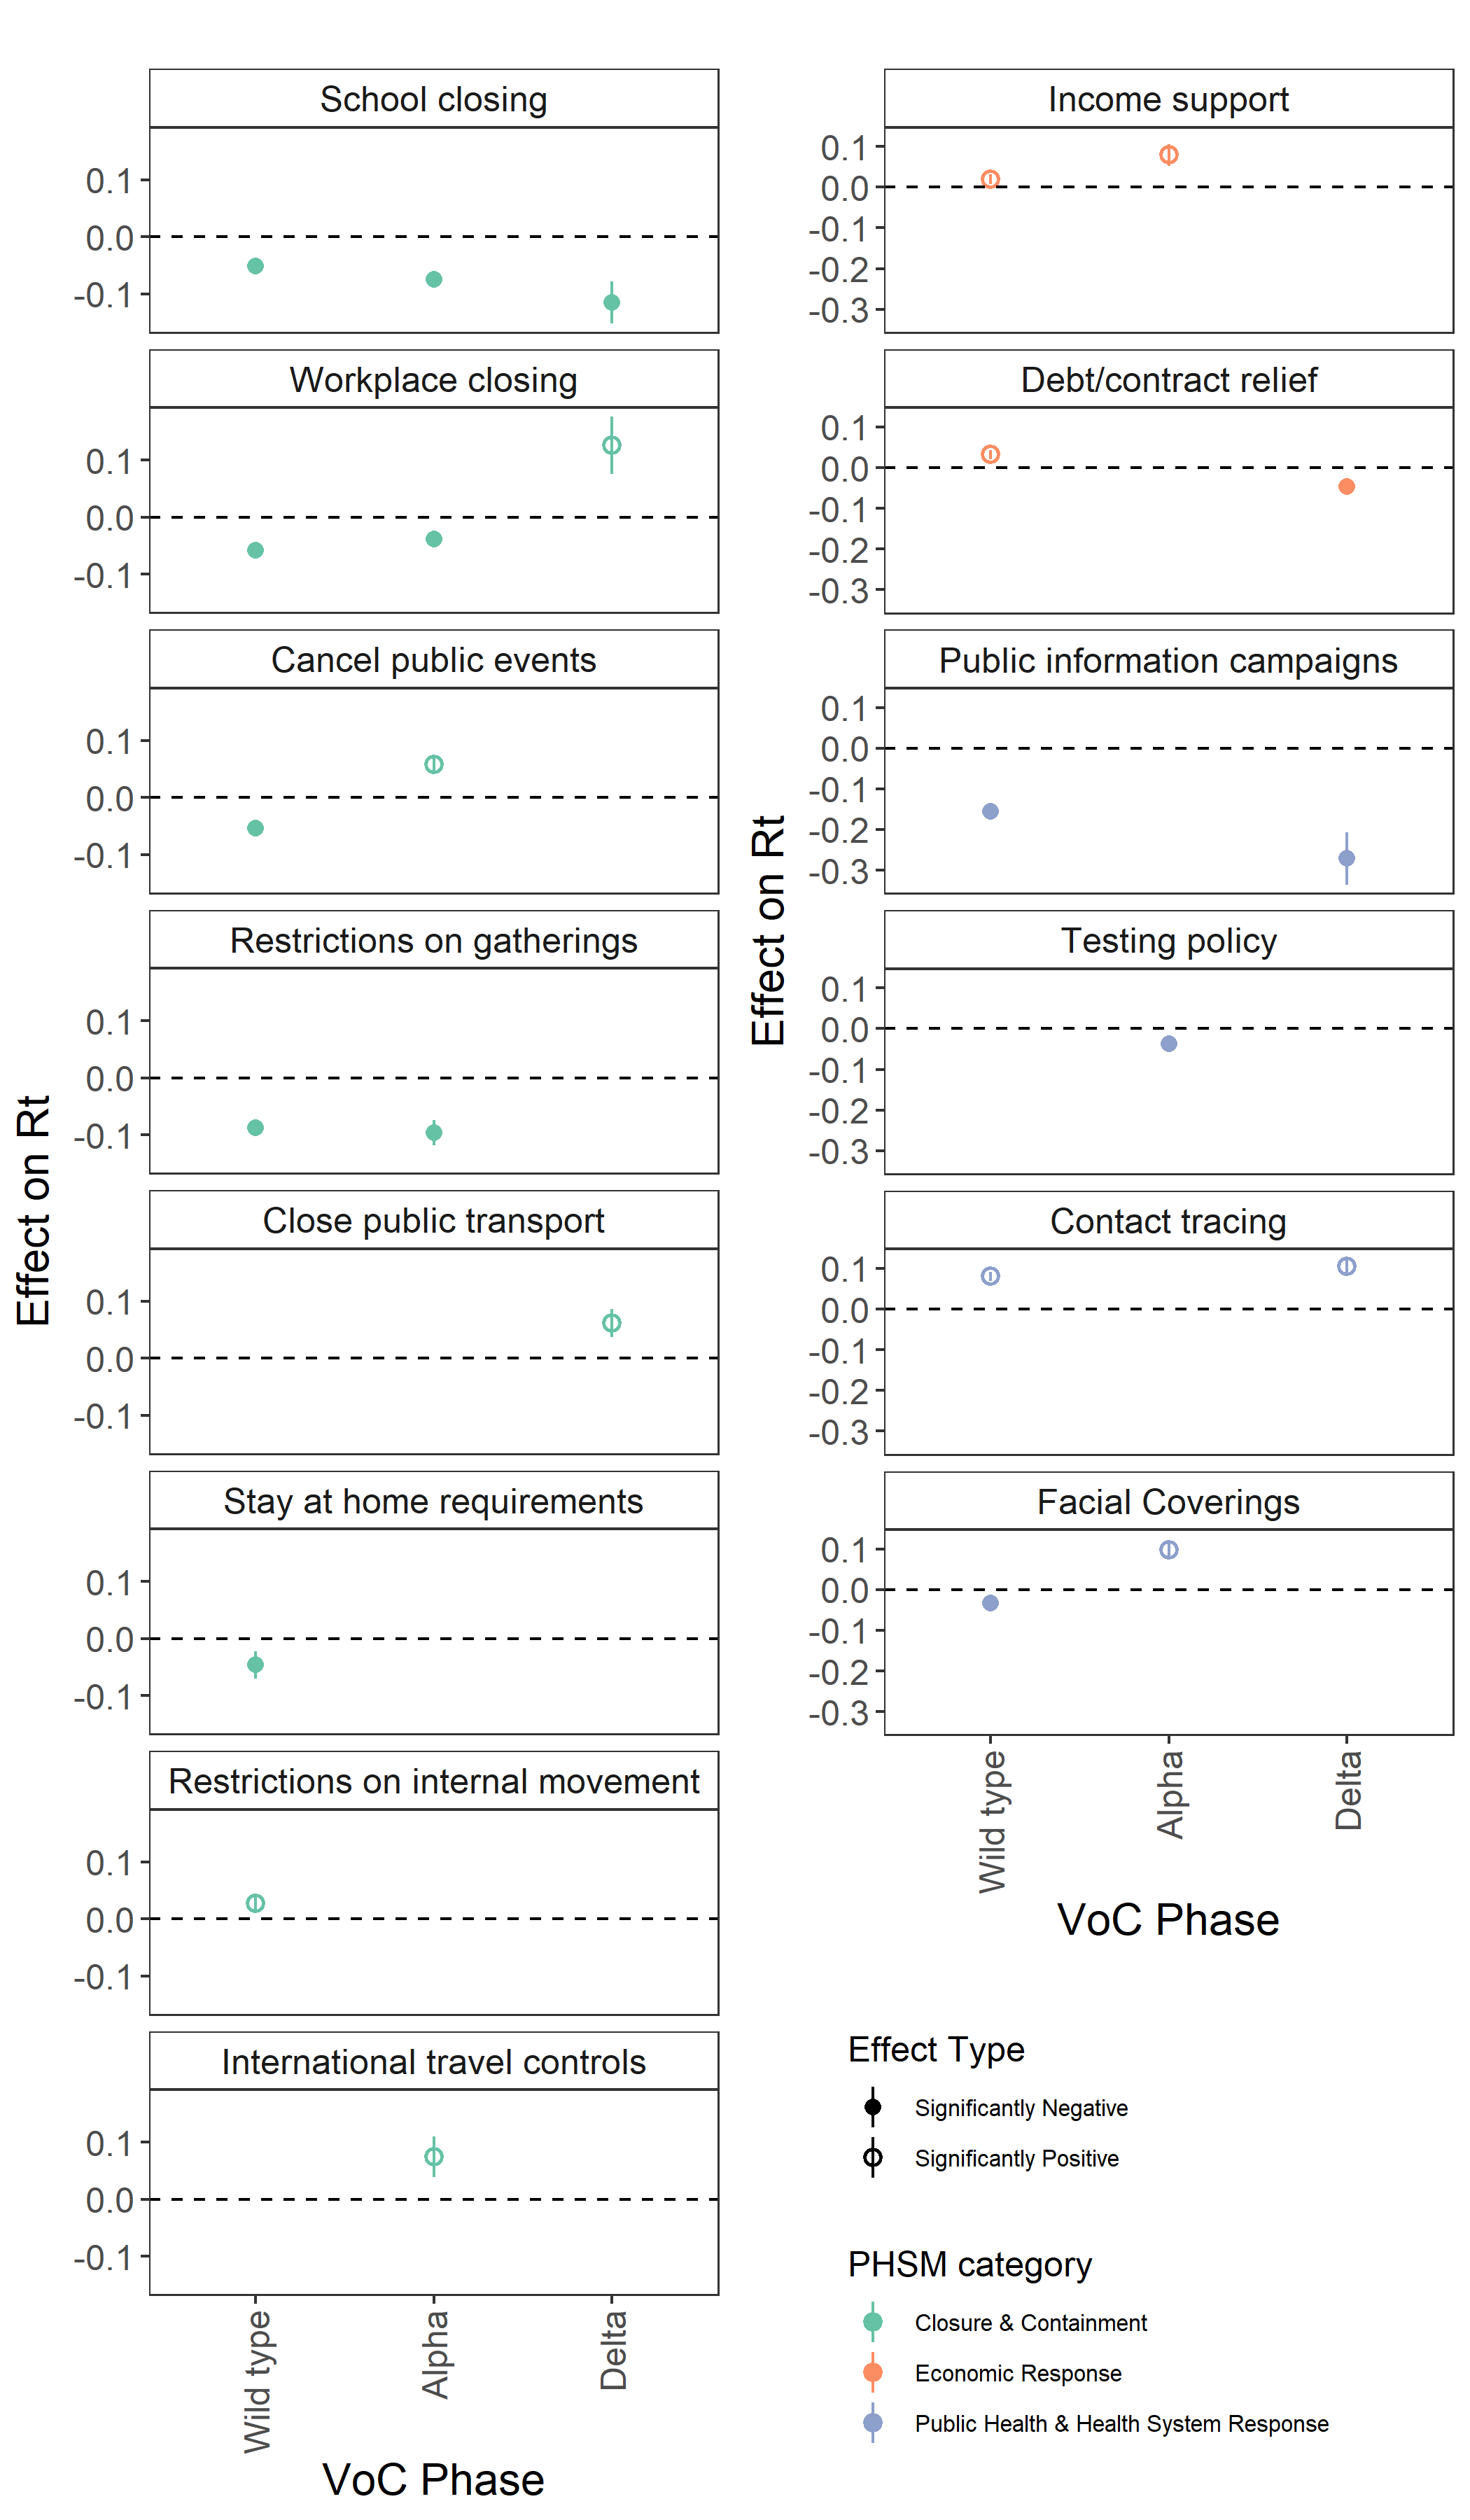 School closing
0.1
0.0
-0.1
Workplace closing
0.1
0.0
-0.1
Cancel public events
0.1
0.0
-0.1
Restrictions on gatherings
0.1
0.0
-0.1
Close public transport
0.1
0.0
-0.1
Stay at home requirements
0.1
0.0
-0.1
Restrictions on internal movement
0.1
0.0
-0.1
International travel controls
0.1
0.0
-0.1
Effect on Rt
Wild type
Alpha
Delta
VoC Phase
Income support
0.1
0.0
-0.1
-0.2
-0.3
Debt/contract relief
0.1
0.0
-0.1
-0.2
-0.3
Public information campaigns
0.1
0.0
-0.1
-0.2
-0.3
Testing policy
0.1
0.0
-0.1
-0.2
-0.3
Contact tracing
0.1
0.0
-0.1
-0.2
-0.3
Facial Coverings
0.1
0.0
-0.1
-0.2
-0.3
Effect on Rt
Wild type
Alpha
Delta
VoC Phase
Effect Type
Significantly Negative
Significantly Positive
PHSM category
Closure & Containment
Economic Response
Public Health & Health System Response